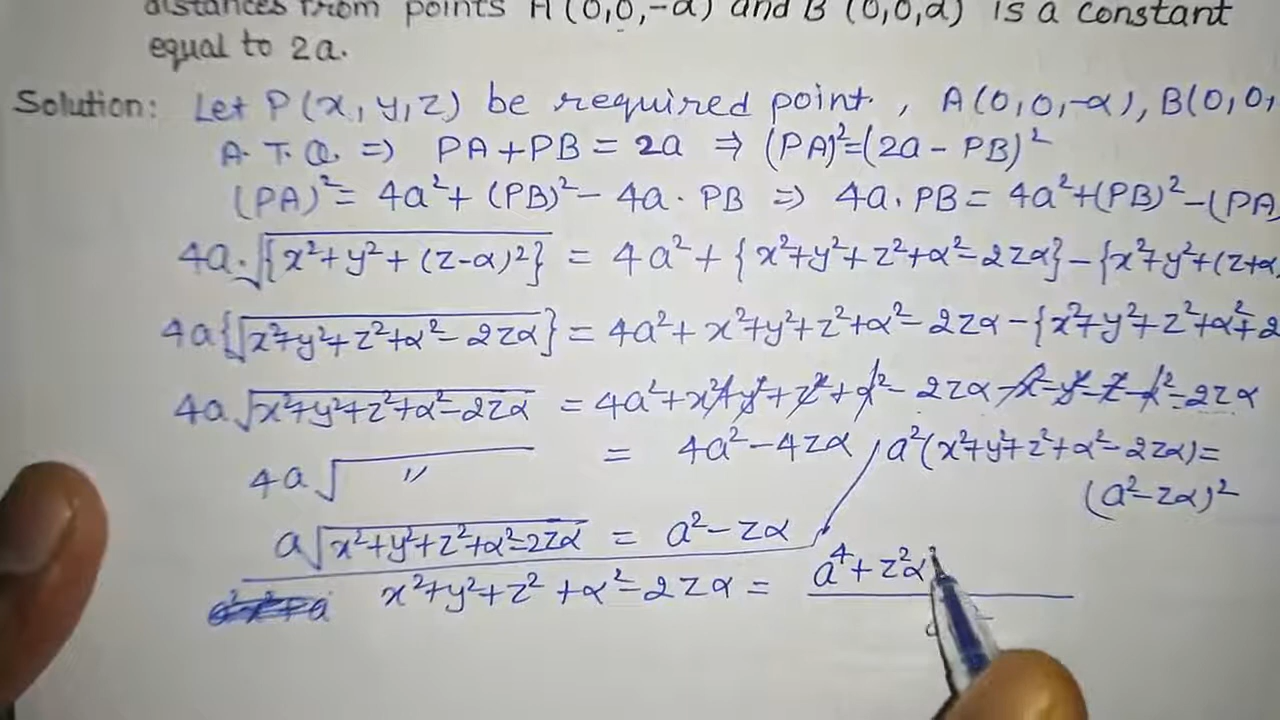 distances from points A (0,0,-α) and B (0,0,α) is a constant
equal to 2a.
Solution: Let P(x, y, z) be required point, A(0,0,-α), B(0,0,
A.T.Q. => PA + PB = 2a ⇒ (PA)² = (2a - PB)²
(PA)² = 4a² + (PB)² - 4a . PB => 4a. PB = 4a² + (PB)² - (PA)
4a.√{x²+y²+(z-α)²} = 4a² + {x²+y²+z²+α²-2zα} - {x²+y²+(z+α
4a{√x²+y²+z²+α²-2zα} = 4a² + x²+y²+z²+α²-2zα - {x²+y²+z²+α²+2
4a√x²+y²+z²+α²-2zα = 4a²+x²+y²+z²+α²-2zα-x²-y²-z²-α²-2zα
4a√ " = 4a²-4zα, a²(x²+y²+z²+α²-2zα)=
(a²-zα)²
a√x²+y²+z²+α²-2zα = a²-zα
x²+y²+z²+α²-2zα = a⁴+z²α²